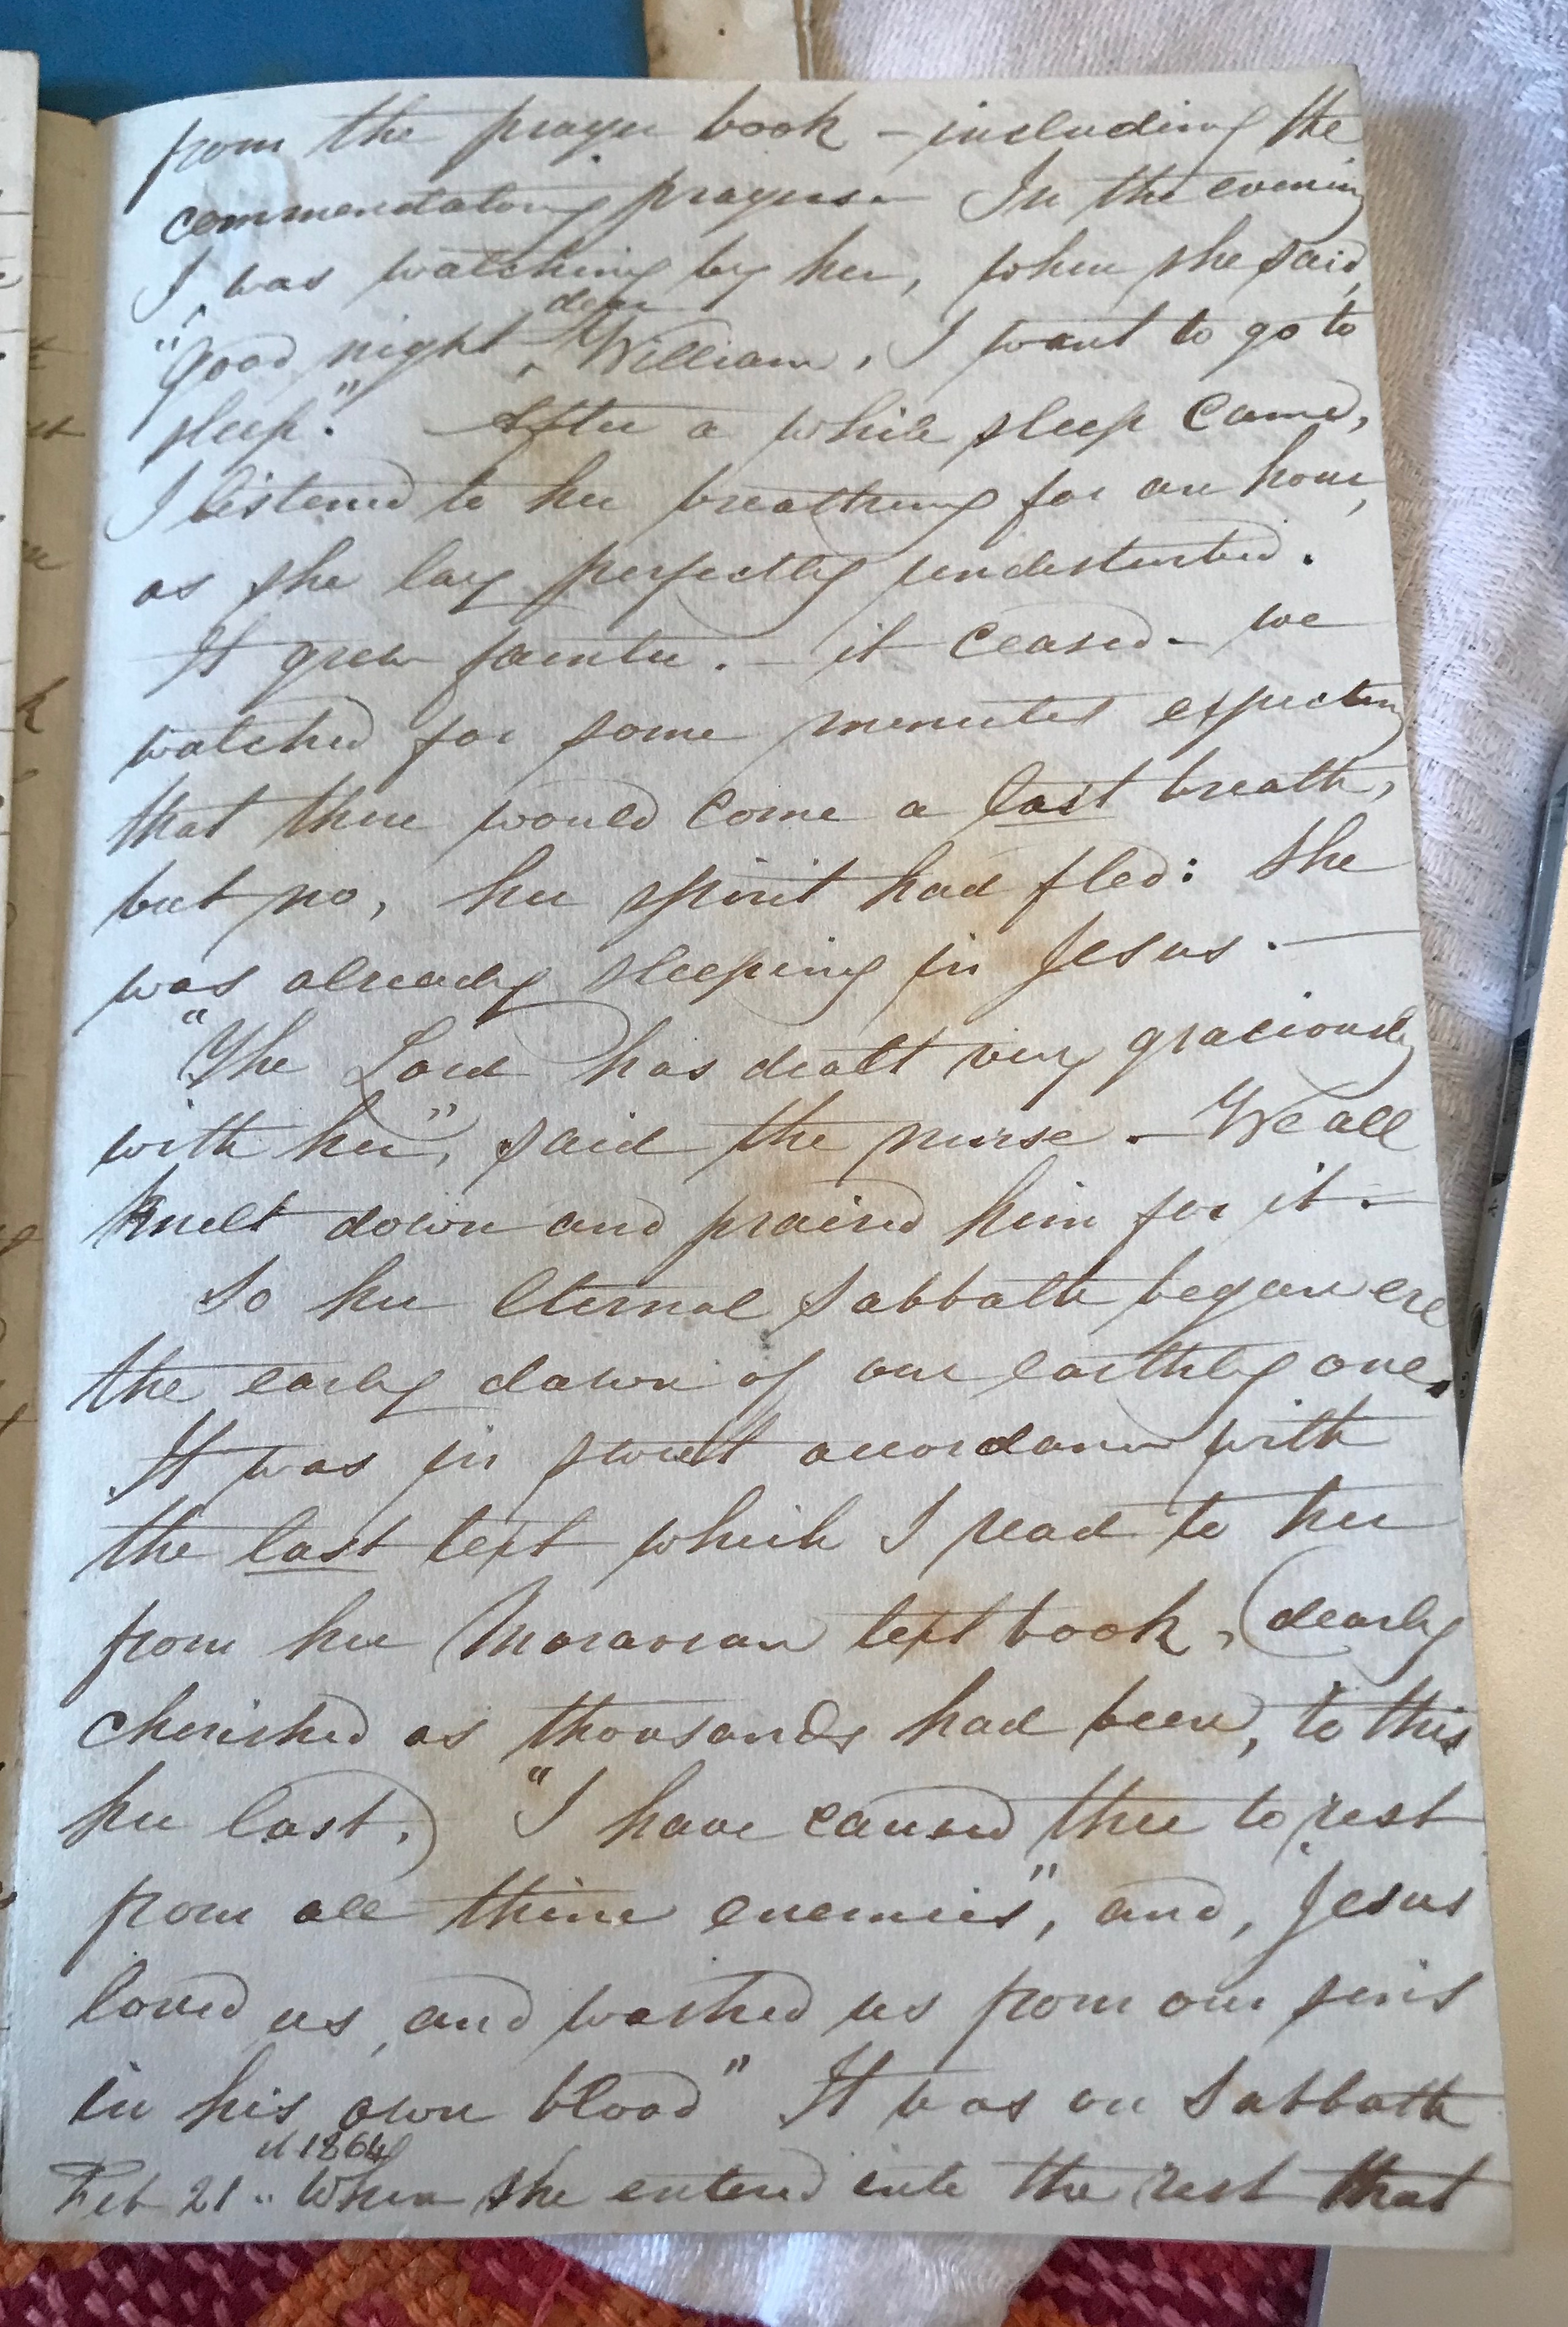 from the prayer book - including the
commendatory prayers - In the evening
I was watching by her, when she said,
dear
"Good night ^ William, I want to go to
sleep." After a while sleep came,
I listened to her breathing for an hour,
as she lay perfectly undisturbed.
It grew fainter. - it ceased - we
watched for some minutes expecting
that there would come a last breath,
but no, her spirit had fled: she
was already sleeping in Jesus. -
"The Lord has dealt very graciously
with her", said the nurse - We all
knelt down and praised him for it. -
So her eternal Sabbath began ere
the early dawn of our earthly one.
It was in sweet accordance with
the last text which I read to her
from her Moravian text book, (dearly
cherished as thousands had been, to this
her last.) "I have caused thee to rest
from all thine enemies", and, "Jesus
loved us, and washed us from our sins
in his own blood" It was on Sabbath
1864
Feb 21 .. When she entered into the rest that